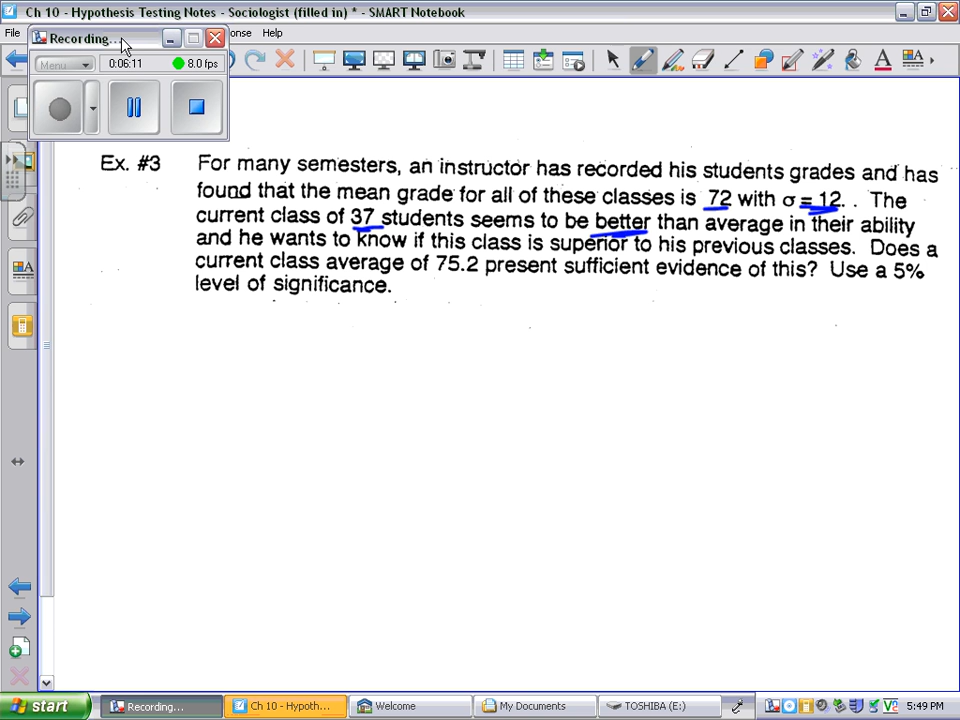 Ch 10 - Hypothesis Testing Notes - Sociologist (filled in) * - SMART Notebook
File
onse Help
Recording...
Menu
0:06:11
8.0 fps
Ex. #3 For many semesters, an instructor has recorded his students grades and has
found that the mean grade for all of these classes is 72 with σ = 12. . The
current class of 37 students seems to be better than average in their ability
and he wants to know if this class is superior to his previous classes. Does a
current class average of 75.2 present sufficient evidence of this? Use a 5%
level of significance.
start
Recording...
Ch 10 - Hypoth...
Welcome
My Documents
TOSHIBA (E:)
5:49 PM